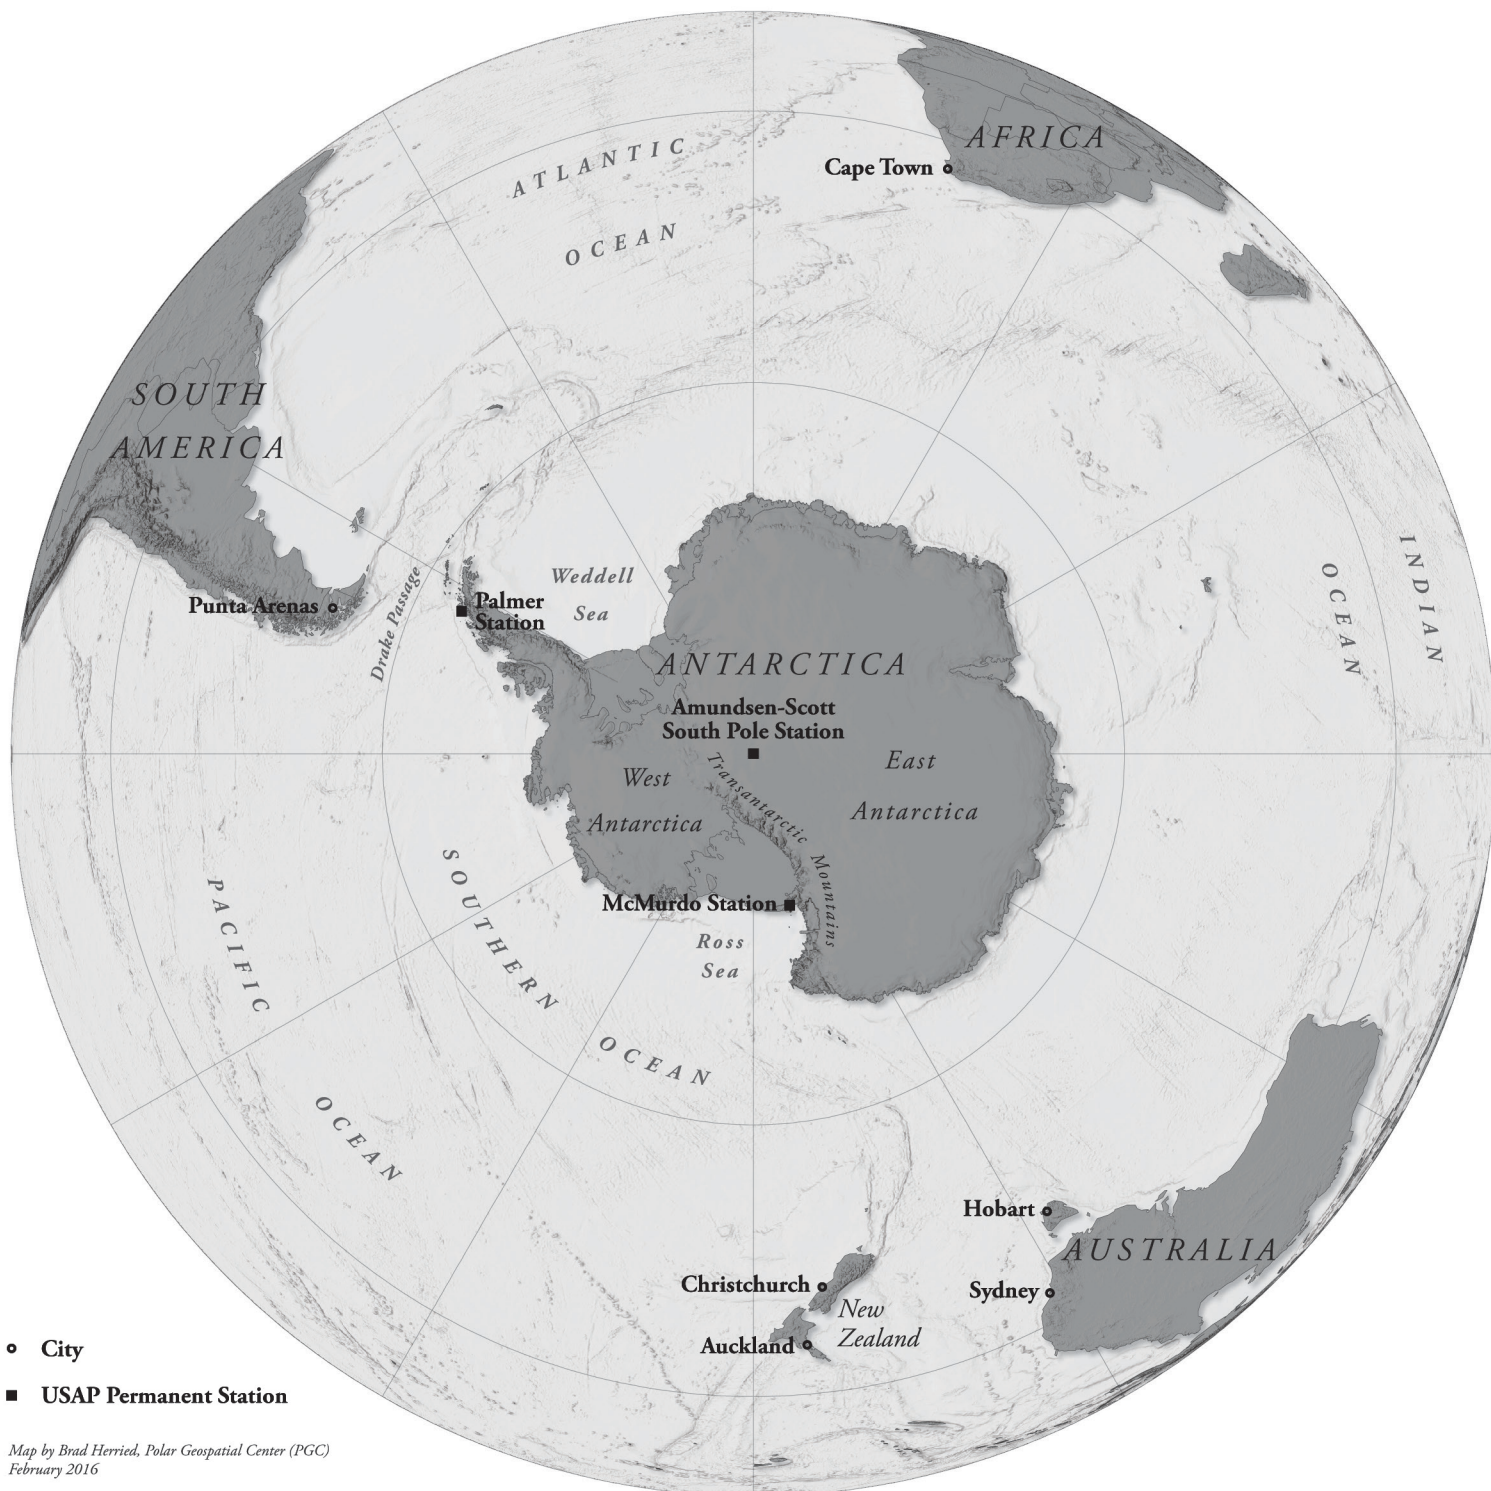 AFRICA
Cape Town
ATLANTIC
OCEAN
SOUTH
AMERICA
INDIAN
OCEAN
Weddell
Sea
Punta Arenas
Drake Passage
Palmer
Station
ANTARCTICA
Amundsen-Scott
South Pole Station
West
Antarctica
Transantarctic Mountains
East
Antarctica
McMurdo Station
Ross
Sea
SOUTHERN
OCEAN
PACIFIC
OCEAN
Hobart
AUSTRALIA
Sydney
Christchurch
New
Zealand
Auckland
City
USAP Permanent Station
Map by Brad Herried, Polar Geospatial Center (PGC)
February 2016